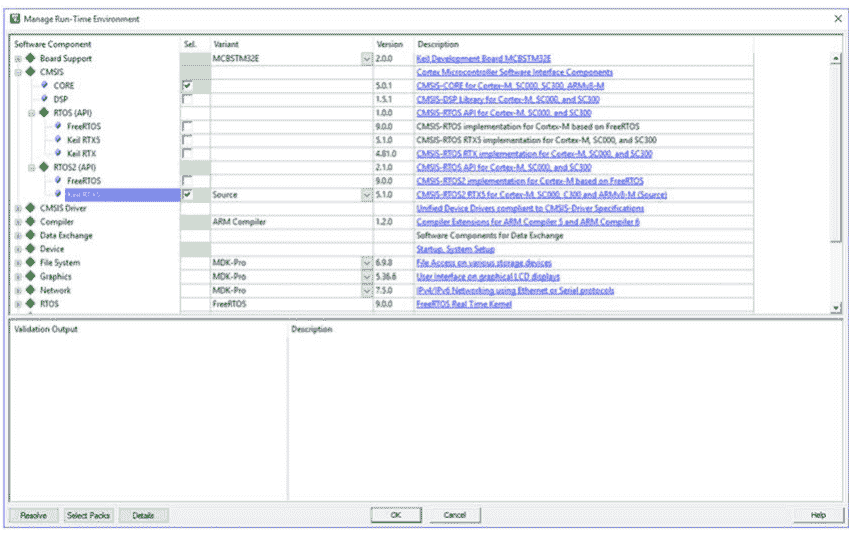 Manage Run-Time Environment
Software Component Sel. Variant Version Description
Board Support MCBSTM32E 2.0.0 Keil Development Board MCBSTM32E
CMSIS Cortex Microcontroller Software Interface Components
CORE 5.0.1 CMSIS-CORE for Cortex-M, SC000, SC300, ARMv8-M
DSP 1.5.1 CMSIS-DSP Library for Cortex-M, SC000, and SC300
RTOS (API) 1.0.0 CMSIS-RTOS API for Cortex-M, SC000, and SC300
FreeRTOS 9.0.0 CMSIS-RTOS implementation for Cortex-M based on FreeRTOS
Keil RTX5 5.1.0 CMSIS-RTOS RTX5 implementation for Cortex-M, SC000, and SC300
Keil RTX 4.81.0 CMSIS-RTOS RTX implementation for Cortex-M, SC000, and SC300
RTOS2 (API) 2.1.0 CMSIS-RTOS API for Cortex-M, SC000, and SC300
FreeRTOS 9.0.0 CMSIS-RTOS2 implementation for Cortex-M based on FreeRTOS
Keil RTX5 Source 5.1.0 CMSIS-RTOS2 RTX5 for Cortex-M, SC000, C300 and ARMv8-M (Source)
CMSIS Driver Unified Device Drivers compliant to CMSIS-Driver Specifications
Compiler ARM Compiler 1.2.0 Compiler Extensions for ARM Compiler 5 and ARM Compiler 6
Data Exchange Software Components for Data Exchange
Device Startup, System Setup
File System MDK-Pro 6.9.8 File Access on various storage devices
Graphics MDK-Pro 5.36.6 User Interface on graphical LCD displays
Network MDK-Pro 7.5.0 IPv4/IPv6 Networking using Ethernet or Serial protocols
RTOS FreeRTOS 9.0.0 FreeRTOS Real Time Kernel
Validation Output Description
Resolve Select Packs Details OK Cancel Help